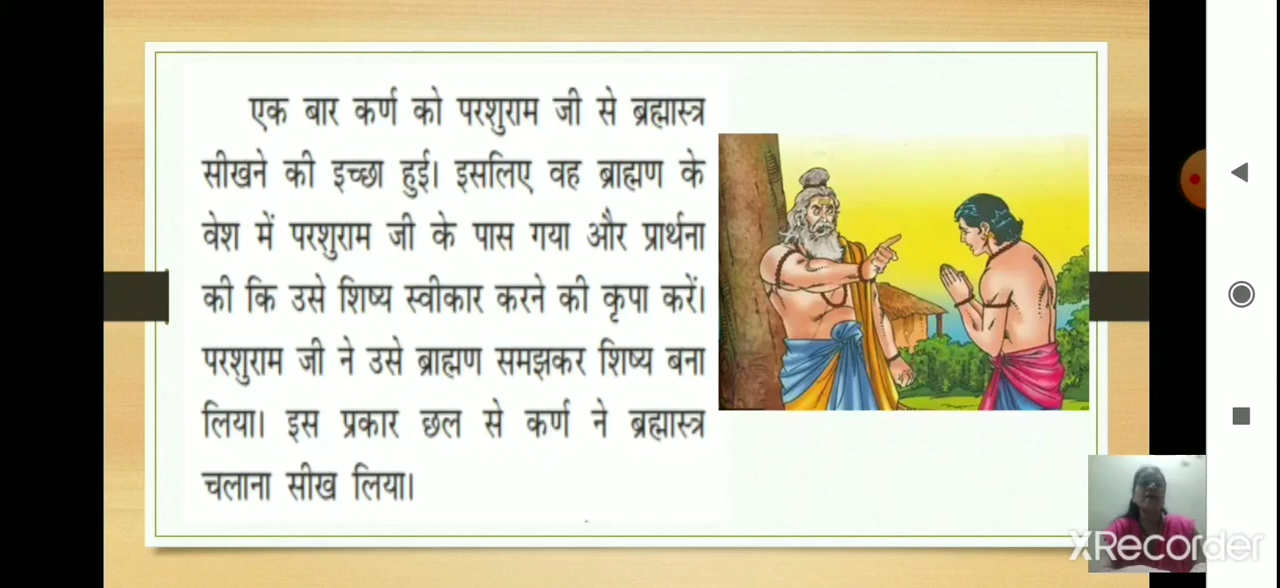 एक बार कर्ण को परशुराम जी से ब्रह्मास्त्र
सीखने की इच्छा हुई। इसलिए वह ब्राह्मण के
वेश में परशुराम जी के पास गया और प्रार्थना
की कि उसे शिष्य स्वीकार करने की कृपा करें।
परशुराम जी ने उसे ब्राह्मण समझकर शिष्य बना
लिया। इस प्रकार छल से कर्ण ने ब्रह्मास्त्र
चलाना सीख लिया।
XRecorder